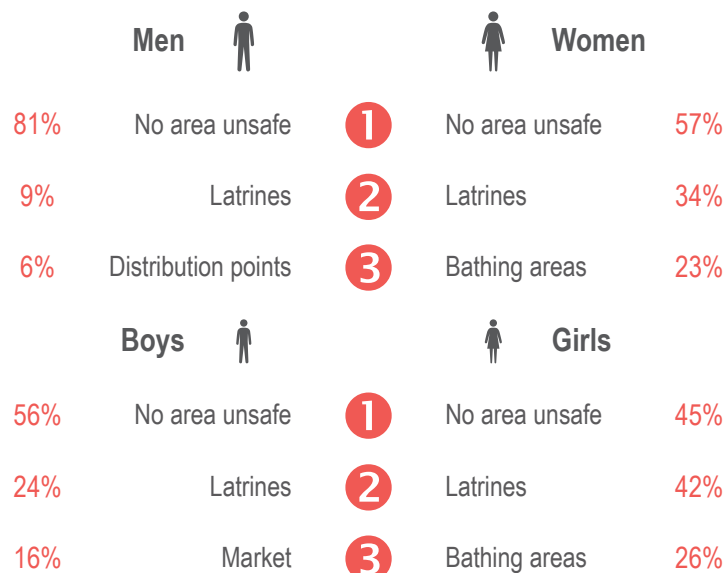 Men Women
81% No area unsafe 1 No area unsafe 57%
9% Latrines 2 Latrines 34%
6% Distribution points 3 Bathing areas 23%
Boys Girls
56% No area unsafe 1 No area unsafe 45%
24% Latrines 2 Latrines 42%
16% Market 3 Bathing areas 26%